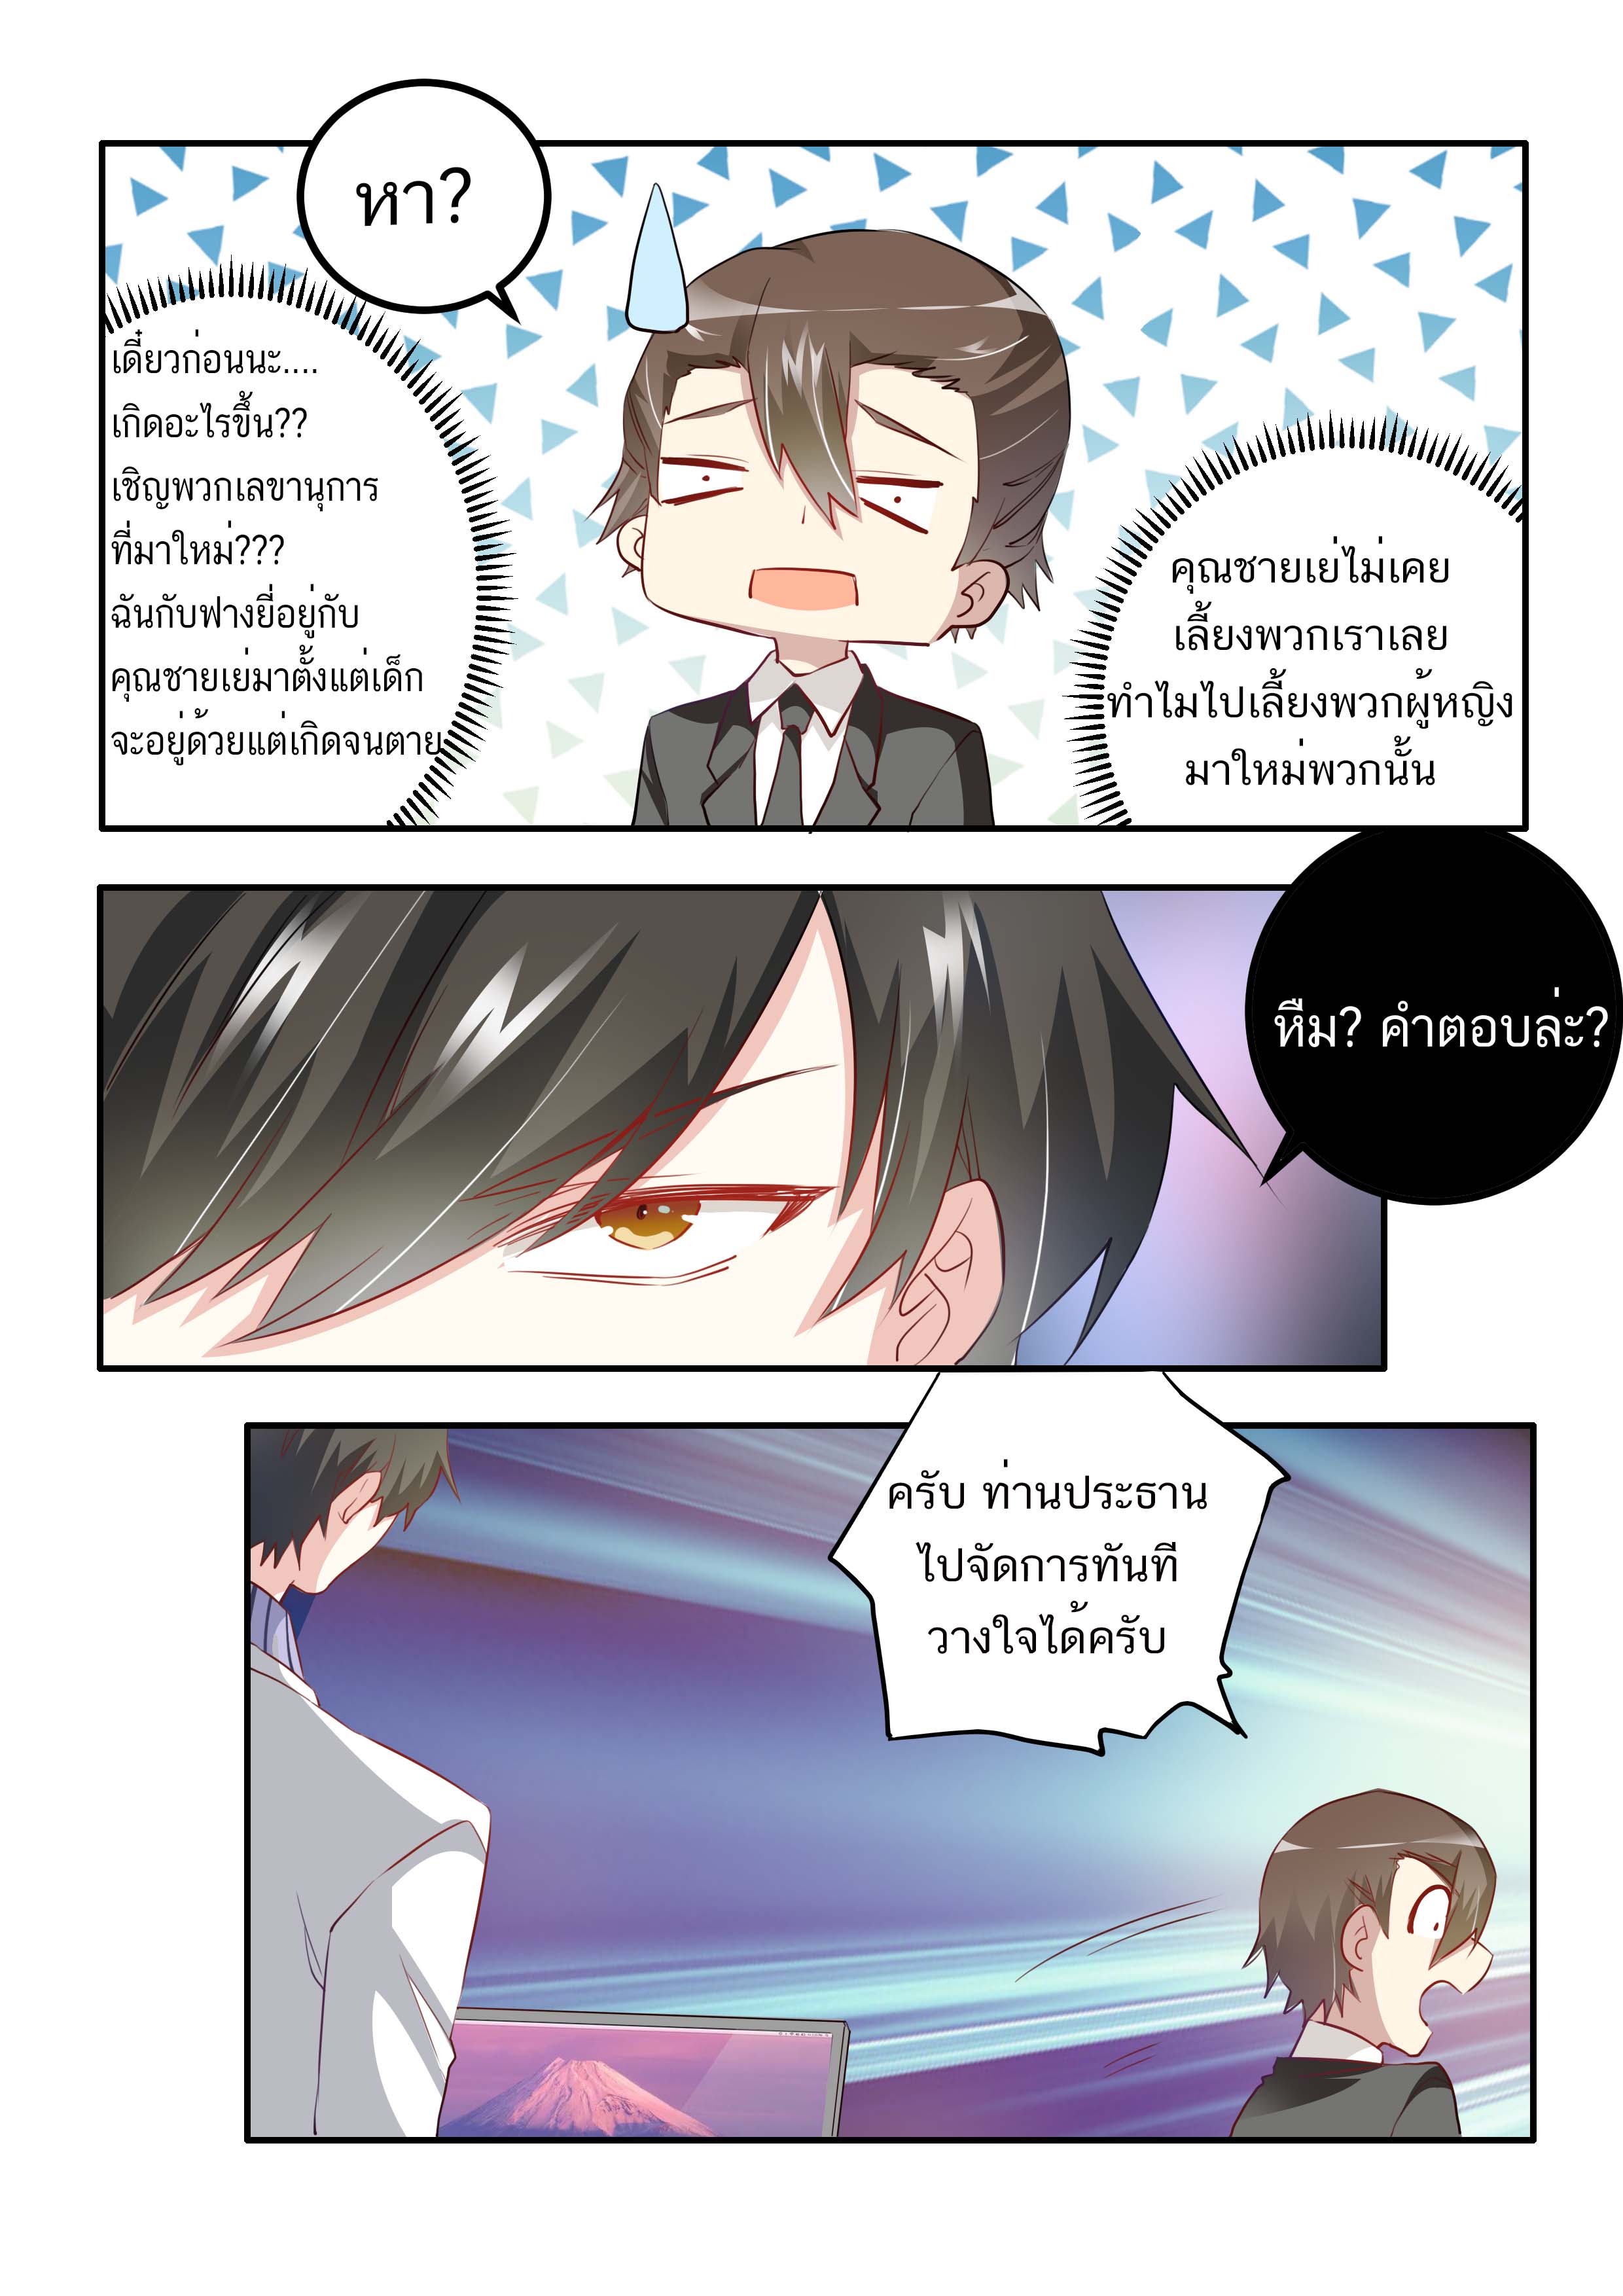 หา?
เดี๋ยวก่อนนะ....
เกิดอะไรขึ้น??
เชิญพวกเลขานุการ
ที่มาใหม่???
ฉันกับฟางยี่อยู่กับ
คุณชายเย่มาตั้งแต่เด็ก
จะอยู่ด้วยแต่เกิดจนตาย
คุณชายเย่ไม่เคย
เลี้ยงพวกเราเลย
ทำไมไปเลี้ยงพวกผู้หญิง
มาใหม่พวกนั้น
หืม? คำตอบล่ะ?
ครับ ท่านประธาน
ไปจัดการทันที
วางใจได้ครับ